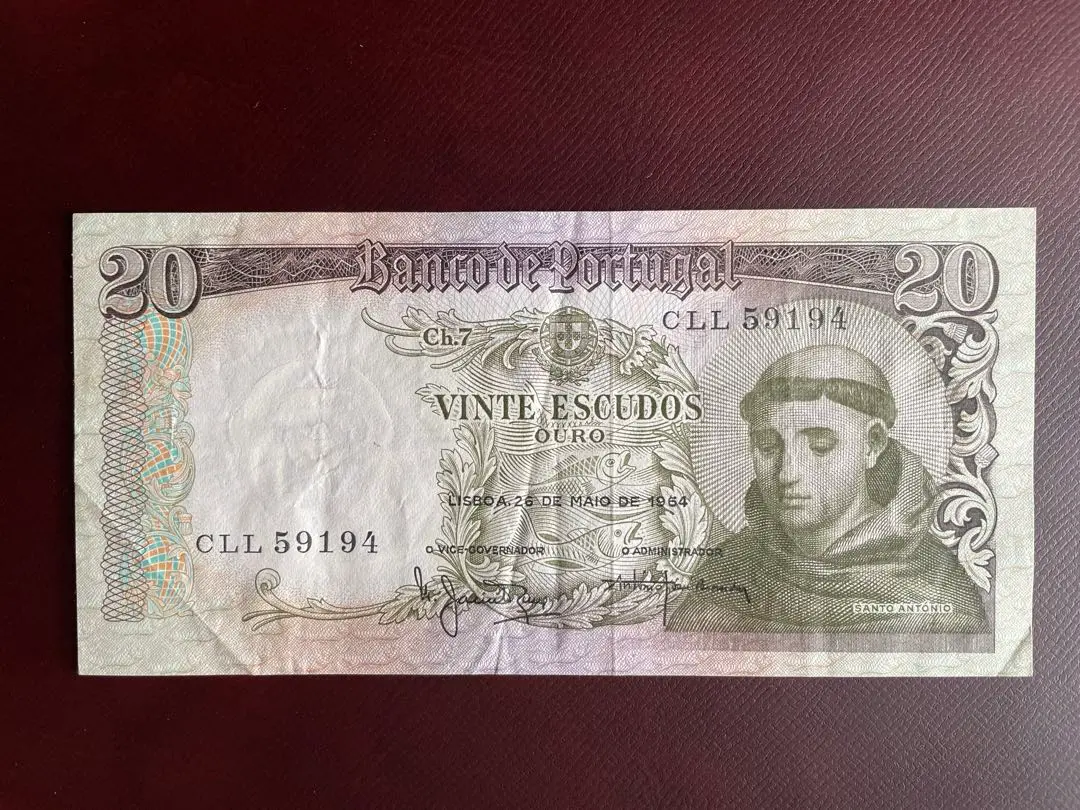 20 Banco de Portugal 20
Ch.7
CLL 59194
VINTE ESCUDOS
OURO
LISBOA, 26 DE MAIO DE 1964
CLL 59194
O VICE-GOVERNADOR
O ADMINISTRADOR
SANTO ANTÓNIO